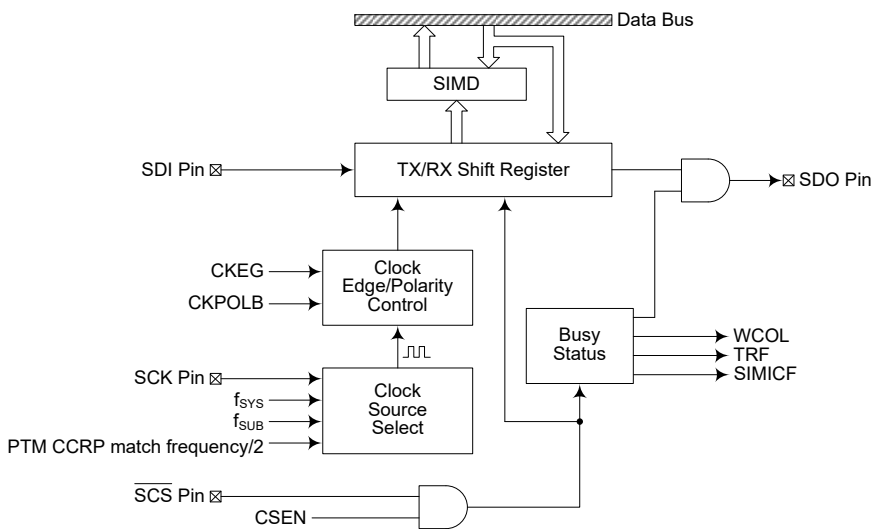 Data Bus
SIMD
SDI Pin
TX/RX Shift Register
SDO Pin
CKEG
CKPOLB
Clock
Edge/Polarity
Control
Busy
Status
WCOL
TRF
SIMICF
SCK Pin
fSYS
fSUB
PTM CCRP match frequency/2
Clock
Source
Select
SCS Pin
CSEN